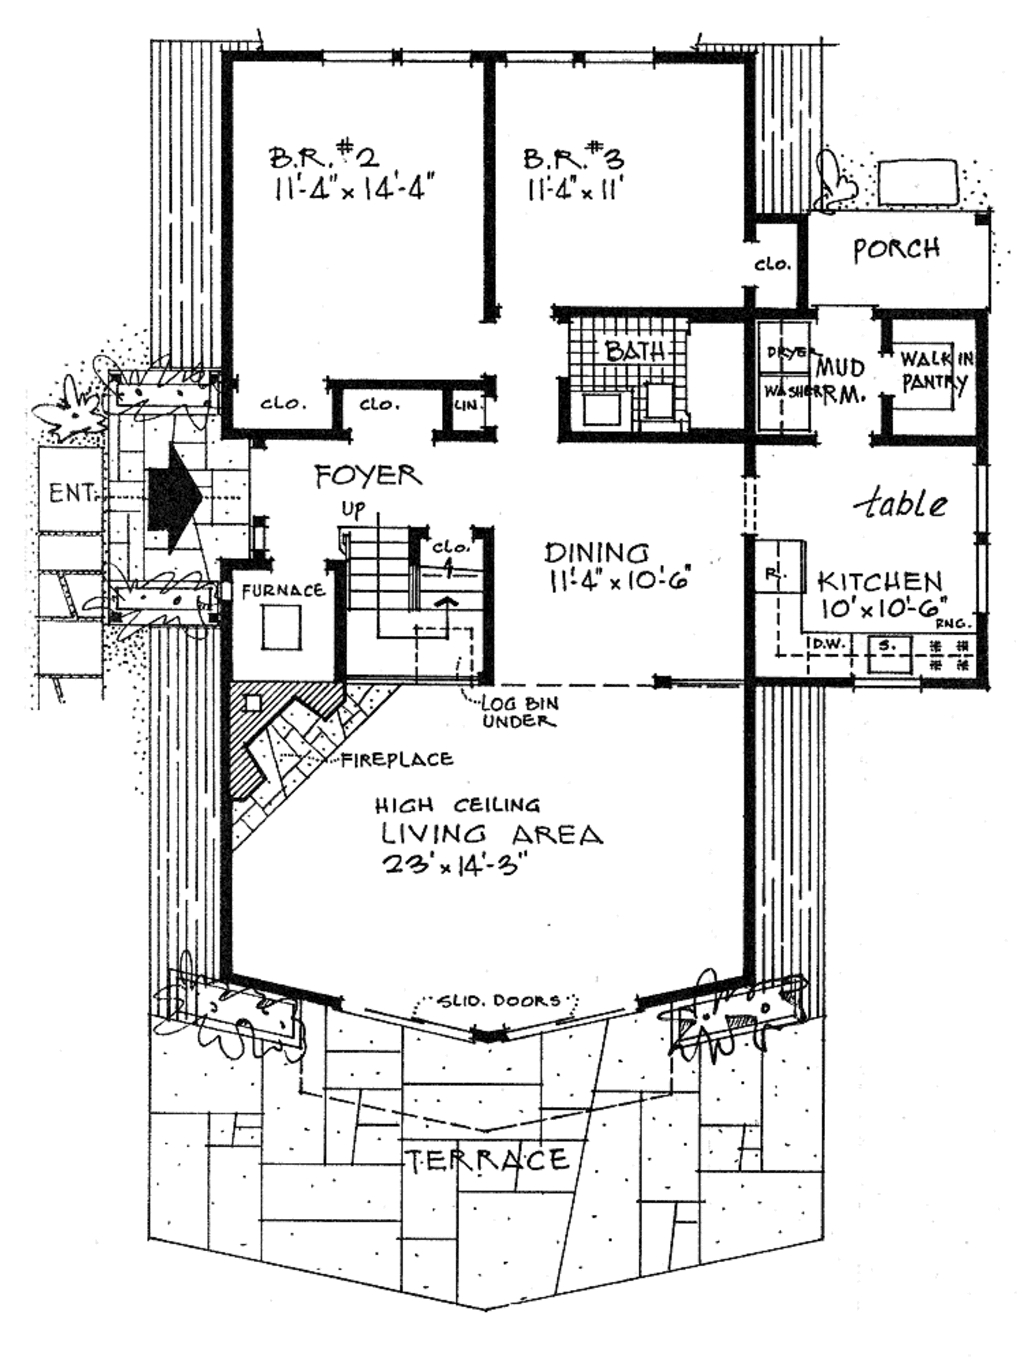 B.R. #2
11'-4" x 14'-4"
B.R. #3
11'-4" x 11'
CLO.
PORCH
BATH
DRYER
WASHER
MUD
RM.
WALK IN
PANTRY
CLO.
CLO.
LIN.
FOYER
ENT.
UP
CLO.
FURNACE
DINING
11'-4" x 10'-6"
table
R.
KITCHEN
10' x 10'-6"
RNG.
D.W.
S.
LOG BIN
UNDER
FIREPLACE
HIGH CEILING
LIVING AREA
23' x 14'-3"
SLID. DOORS
TERRACE